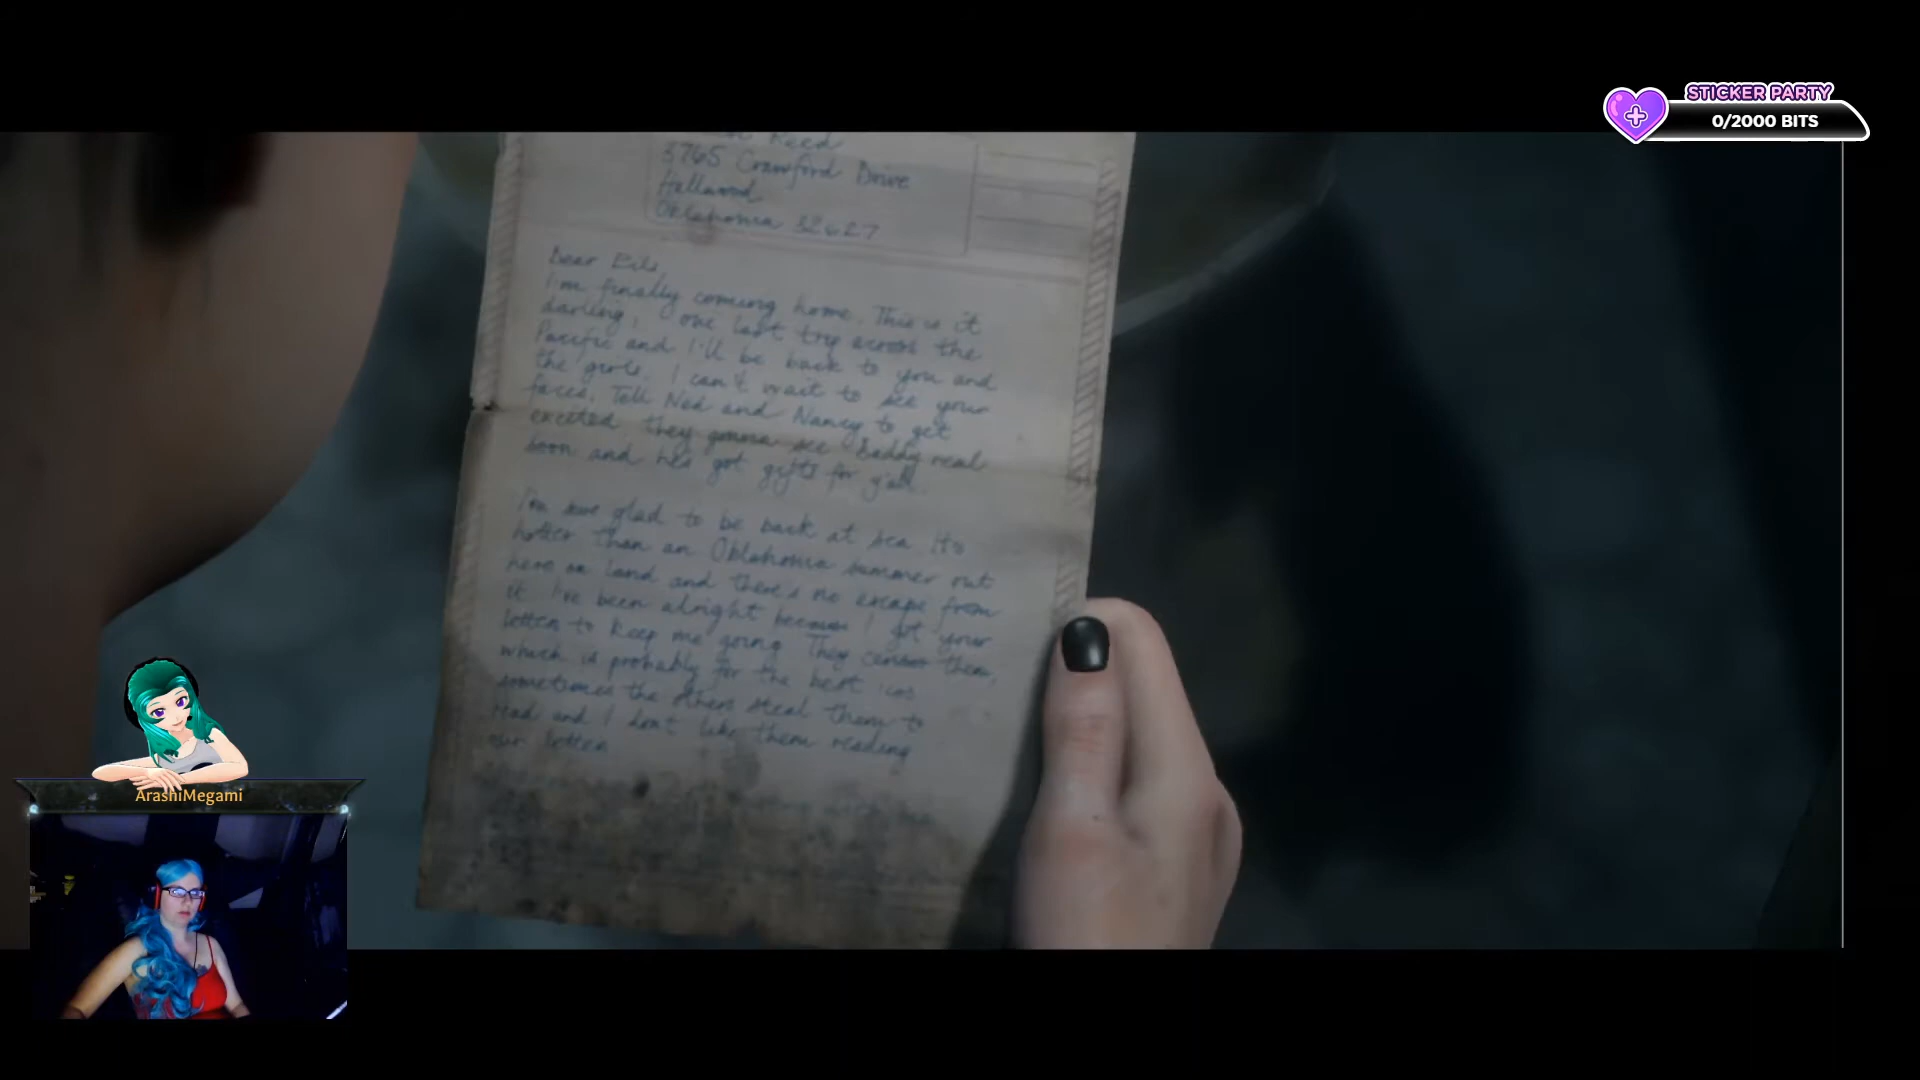 STICKER PARTY
0/2000 BITS
Reed
3765 Crawford Drive
Hallwood
Oklahoma 32627
Dear
I'm finally coming home. This is it
darling, one last trip across the
Pacific and I'll be back to you and
the girls. I can't wait to see your
faces. Tell Ned and Nancy to get
excited they gonna see Daddy real
soon and he's got gifts for y'all.
I'm sure glad to be back at sea. It's
hotter than an Oklahoma summer out
here on land and there's no escape from
it. I've been alright because I got your
letters to keep me going. They censor them,
which is probably for the best 'cos
sometimes the others steal them to
read and I don't like them reading
our letters
ArashiMegami